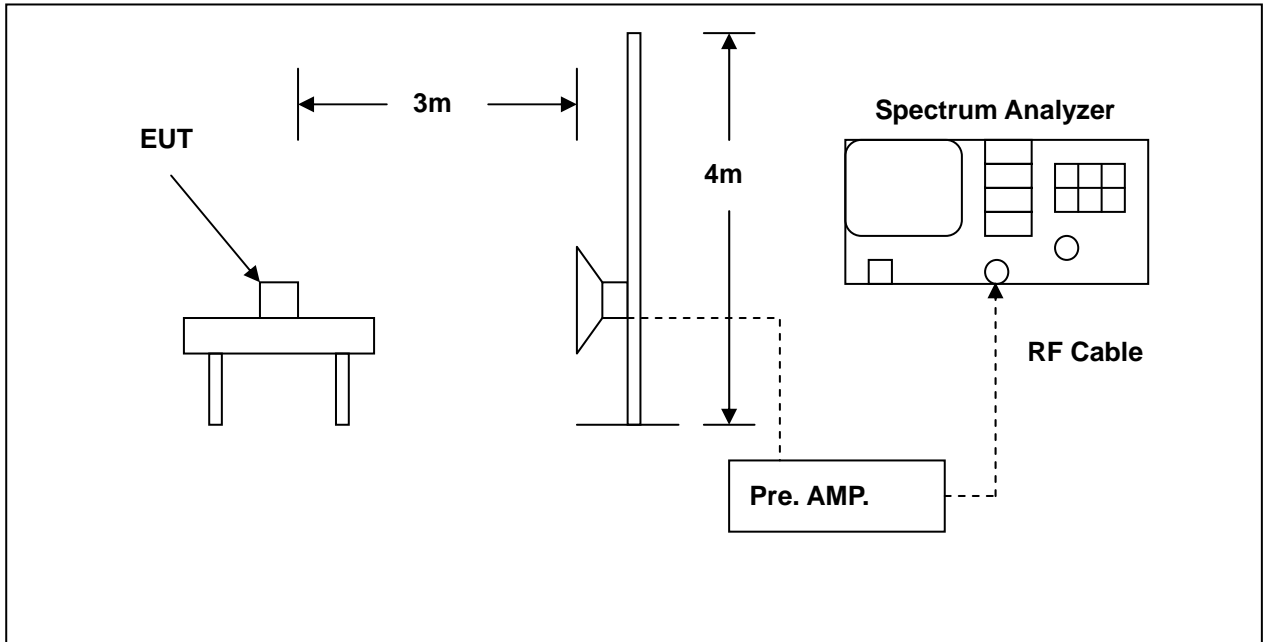 3m
Spectrum Analyzer
EUT
4m
RF Cable
Pre. AMP.